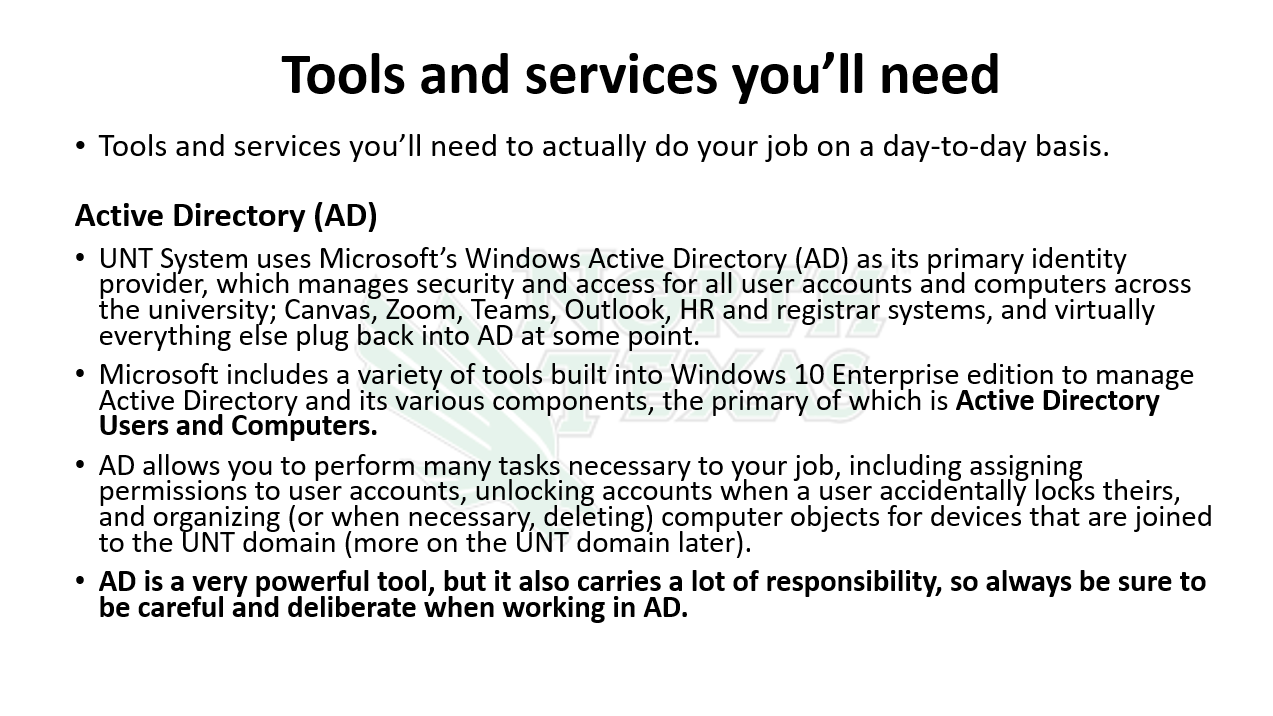 Tools and services you’ll need
• Tools and services you’ll need to actually do your job on a day-to-day basis.
Active Directory (AD)
• UNT System uses Microsoft’s Windows Active Directory (AD) as its primary identity
provider, which manages security and access for all user accounts and computers across
the university; Canvas, Zoom, Teams, Outlook, HR and registrar systems, and virtually
everything else plug back into AD at some point.
• Microsoft includes a variety of tools built into Windows 10 Enterprise edition to manage
Active Directory and its various components, the primary of which is Active Directory
Users and Computers.
• AD allows you to perform many tasks necessary to your job, including assigning
permissions to user accounts, unlocking accounts when a user accidentally locks theirs,
and organizing (or when necessary, deleting) computer objects for devices that are joined
to the UNT domain (more on the UNT domain later).
• AD is a very powerful tool, but it also carries a lot of responsibility, so always be sure to
be careful and deliberate when working in AD.
NORTH
TEXAS